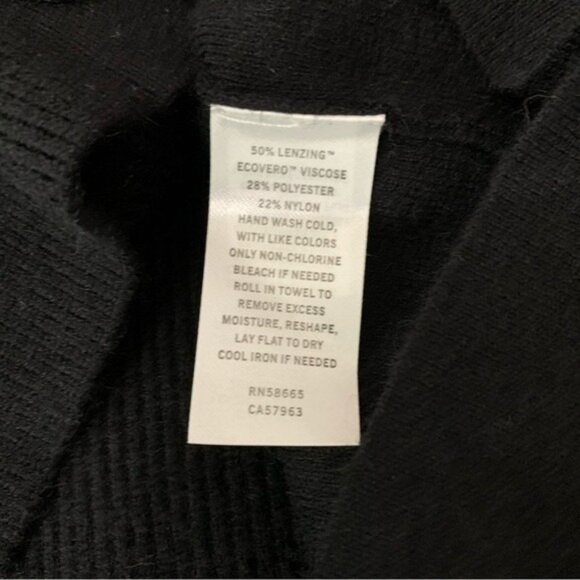 50% LENZING™
ECOVERO™ VISCOSE
28% POLYESTER
22% NYLON
HAND WASH COLD,
WITH LIKE COLORS
ONLY NON-CHLORINE
BLEACH IF NEEDED
ROLL IN TOWEL TO
REMOVE EXCESS
MOISTURE, RESHAPE,
LAY FLAT TO DRY
COOL IRON IF NEEDED
RN58665
CA57963